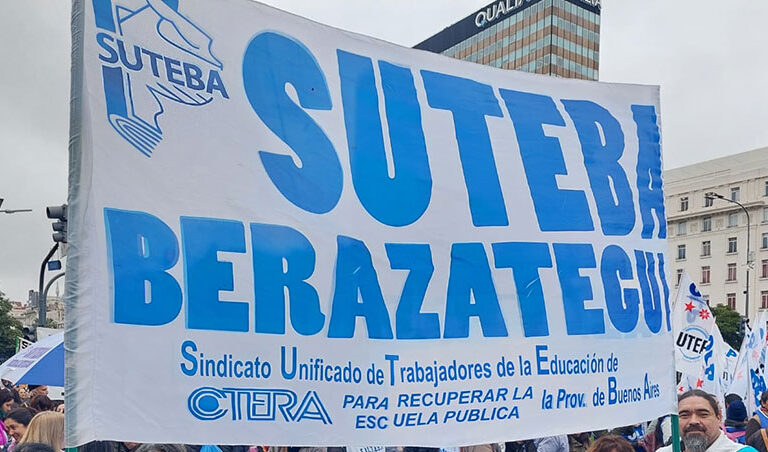 QUALIA
SUTEBA
SUTEBA
BERAZATEGUI
Sindicato Unificado de Trabajadores de la Educación de
la Prov. de Buenos Aires
CTERA
PARA RECUPERAR LA
ESCUELA PUBLICA
UTEP